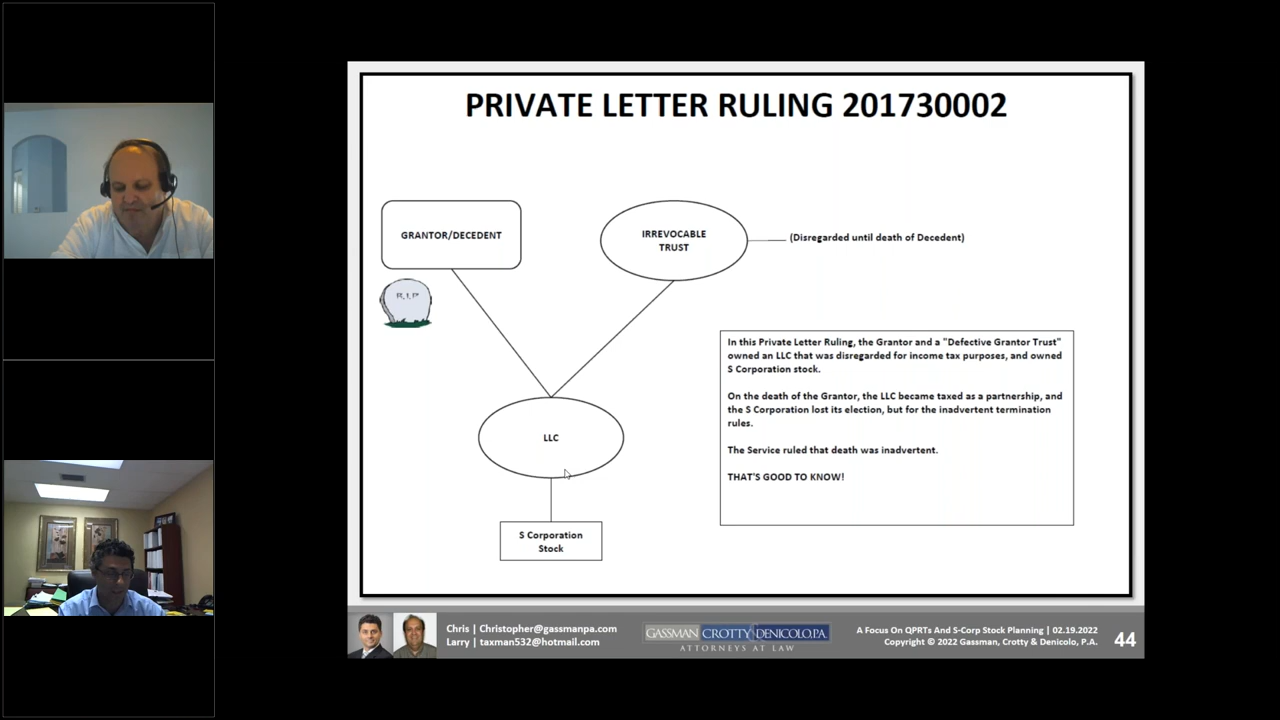 PRIVATE LETTER RULING 201730002
GRANTOR/DECEDENT
IRREVOCABLE
TRUST
(Disregarded until death of Decedent)
R.I.P
In this Private Letter Ruling, the Grantor and a "Defective Grantor Trust"
owned an LLC that was disregarded for income tax purposes, and owned
S Corporation stock.
On the death of the Grantor, the LLC became taxed as a partnership, and
the S Corporation lost its election, but for the inadvertent termination
rules.
The Service ruled that death was inadvertent.
THAT'S GOOD TO KNOW!
LLC
S Corporation
Stock
Chris | Christopher@gassmanpa.com
Larry | taxman532@hotmail.com
GASSMAN CROTTY DENICOLO, P.A.
ATTORNEYS AT LAW
A Focus On QPRTs And S-Corp Stock Planning | 02.19.2022
Copyright © 2022 Gassman, Crotty & Denicolo, P.A.
44